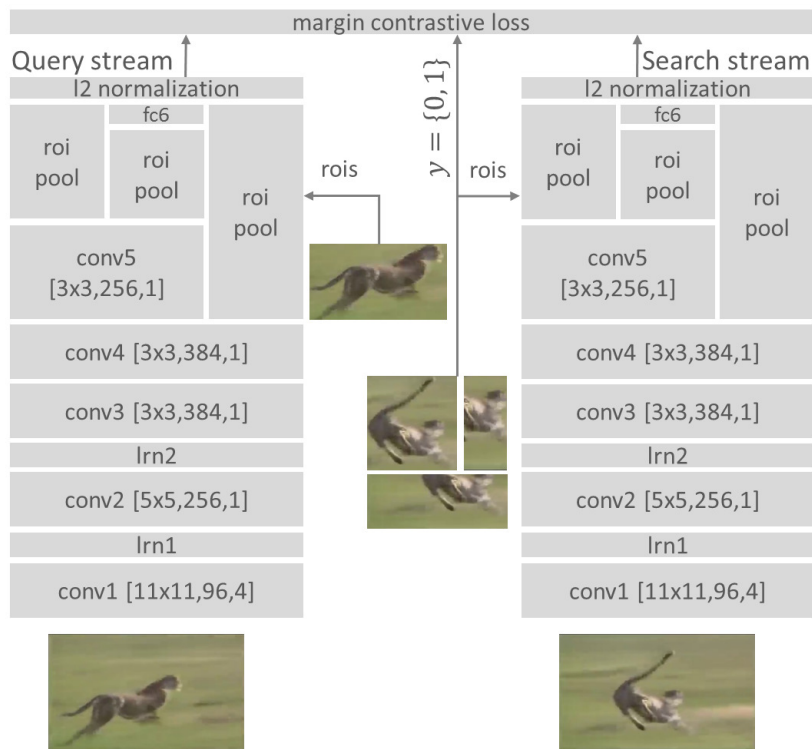 margin contrastive loss
Query stream
l2 normalization
fc6
roi
pool
roi
pool
roi
pool
conv5
[3x3,256,1]
conv4 [3x3,384,1]
conv3 [3x3,384,1]
lrn2
conv2 [5x5,256,1]
lrn1
conv1 [11x11,96,4]
rois
y = {0,1}
rois
Search stream
l2 normalization
fc6
roi
pool
roi
pool
roi
pool
conv5
[3x3,256,1]
conv4 [3x3,384,1]
conv3 [3x3,384,1]
lrn2
conv2 [5x5,256,1]
lrn1
conv1 [11x11,96,4]